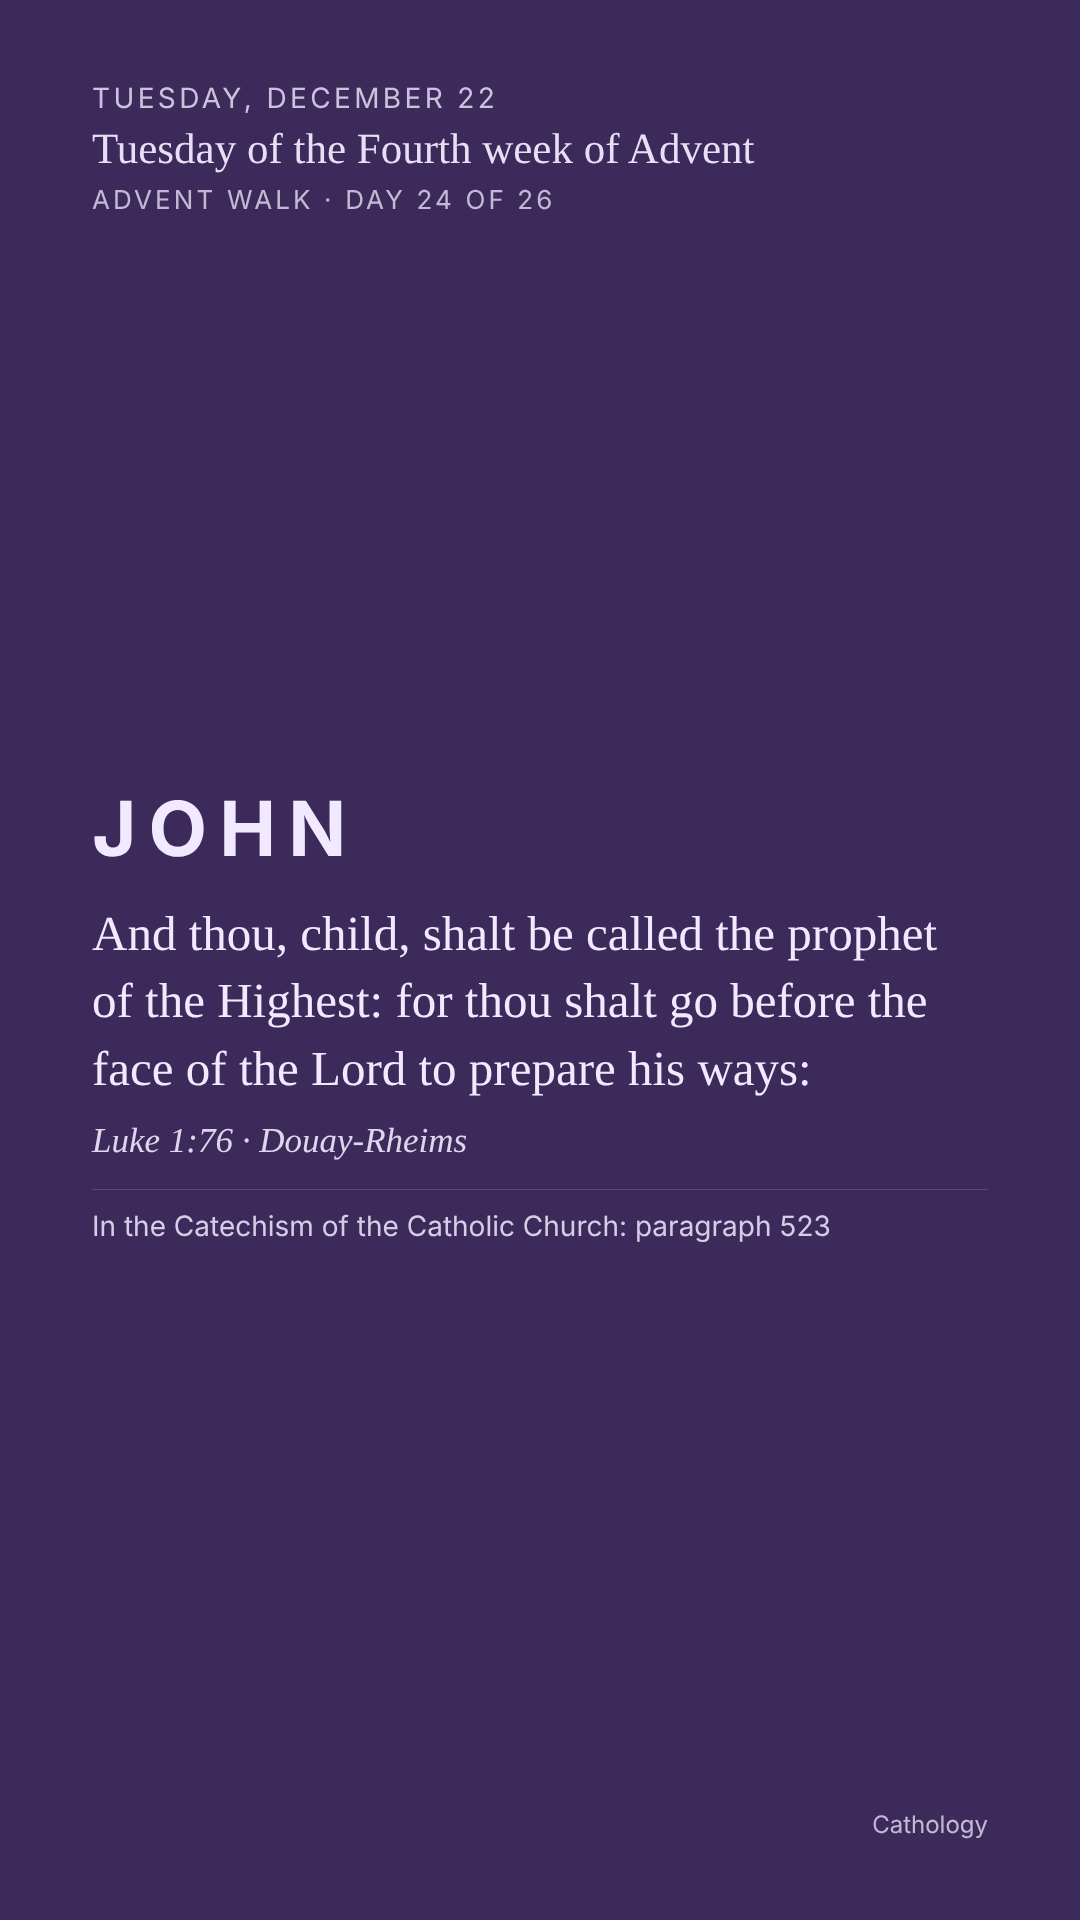 TUESDAY, DECEMBER 22
Tuesday of the Fourth week of Advent
ADVENT WALK · DAY 24 OF 26
JOHN
And thou, child, shalt be called the prophet
of the Highest: for thou shalt go before the
face of the Lord to prepare his ways:
Luke 1:76 · Douay-Rheims
In the Catechism of the Catholic Church: paragraph 523
Cathology